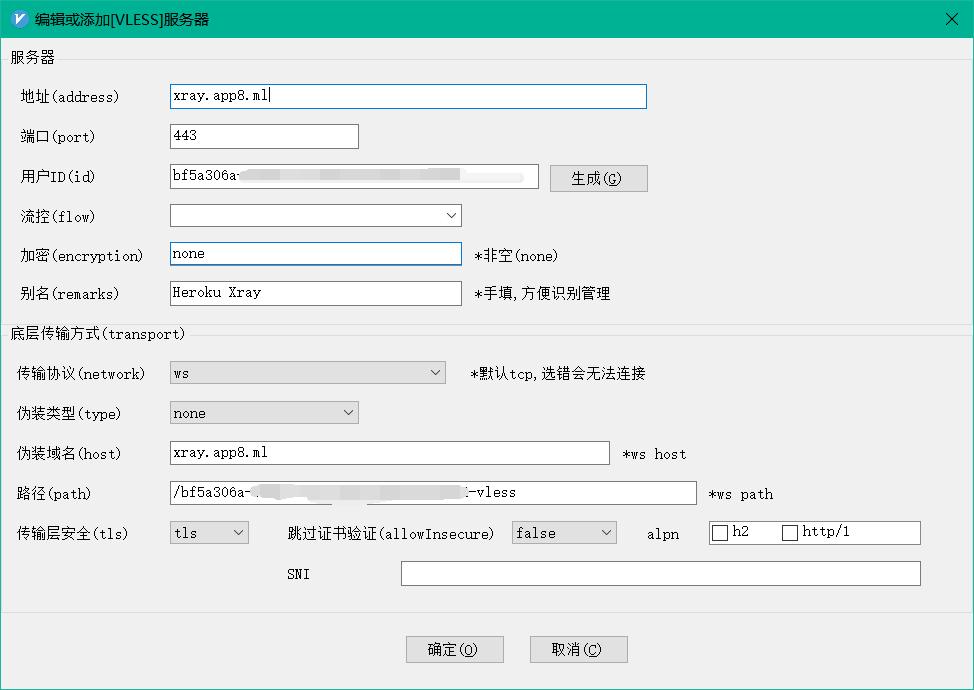 编辑或添加[VLESS]服务器
服务器
地址(address) xray.app8.ml
端口(port) 443
用户ID(id) bf5a306a- 生成(G)
流控(flow)
加密(encryption) none *非空(none)
别名(remarks) Heroku Xray *手填,方便识别管理
底层传输方式(transport)
传输协议(network) ws *默认tcp,选错会无法连接
伪装类型(type) none
伪装域名(host) xray.app8.ml *ws host
路径(path) /bf5a306a- -vless *ws path
传输层安全(tls) tls 跳过证书验证(allowInsecure) false alpn h2 http/1
SNI
确定(O) 取消(C)